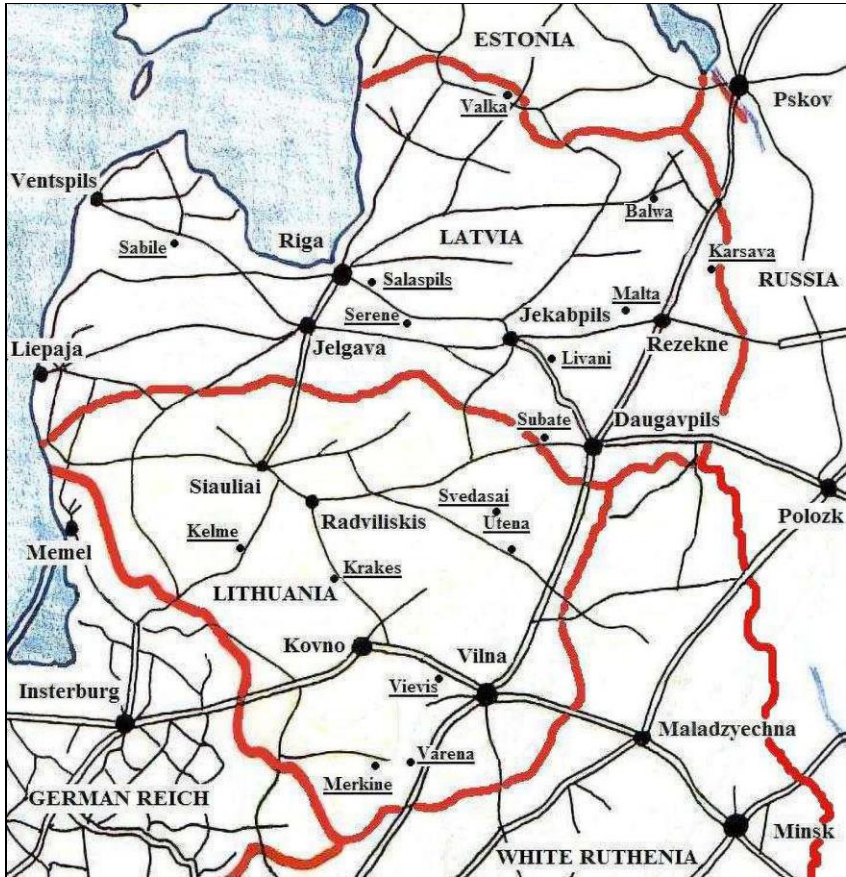 ESTONIA
Valka
Pskov
Ventspils
Balwa
Sabile
Riga
LATVIA
Karsava
Salaspils
RUSSIA
Malta
Serene
Jekabpils
Jelgava
Rezekne
Liepaja
Livani
Subate
Daugavpils
Siauliai
Svedasai
Radviliskis
Utena
Polozk
Kelme
Memel
Krakes
LITHUANIA
Kovno
Vilna
Insterburg
Vievis
Maladzyechna
Varena
Merkine
GERMAN REICH
Minsk
WHITE RUTHENIA